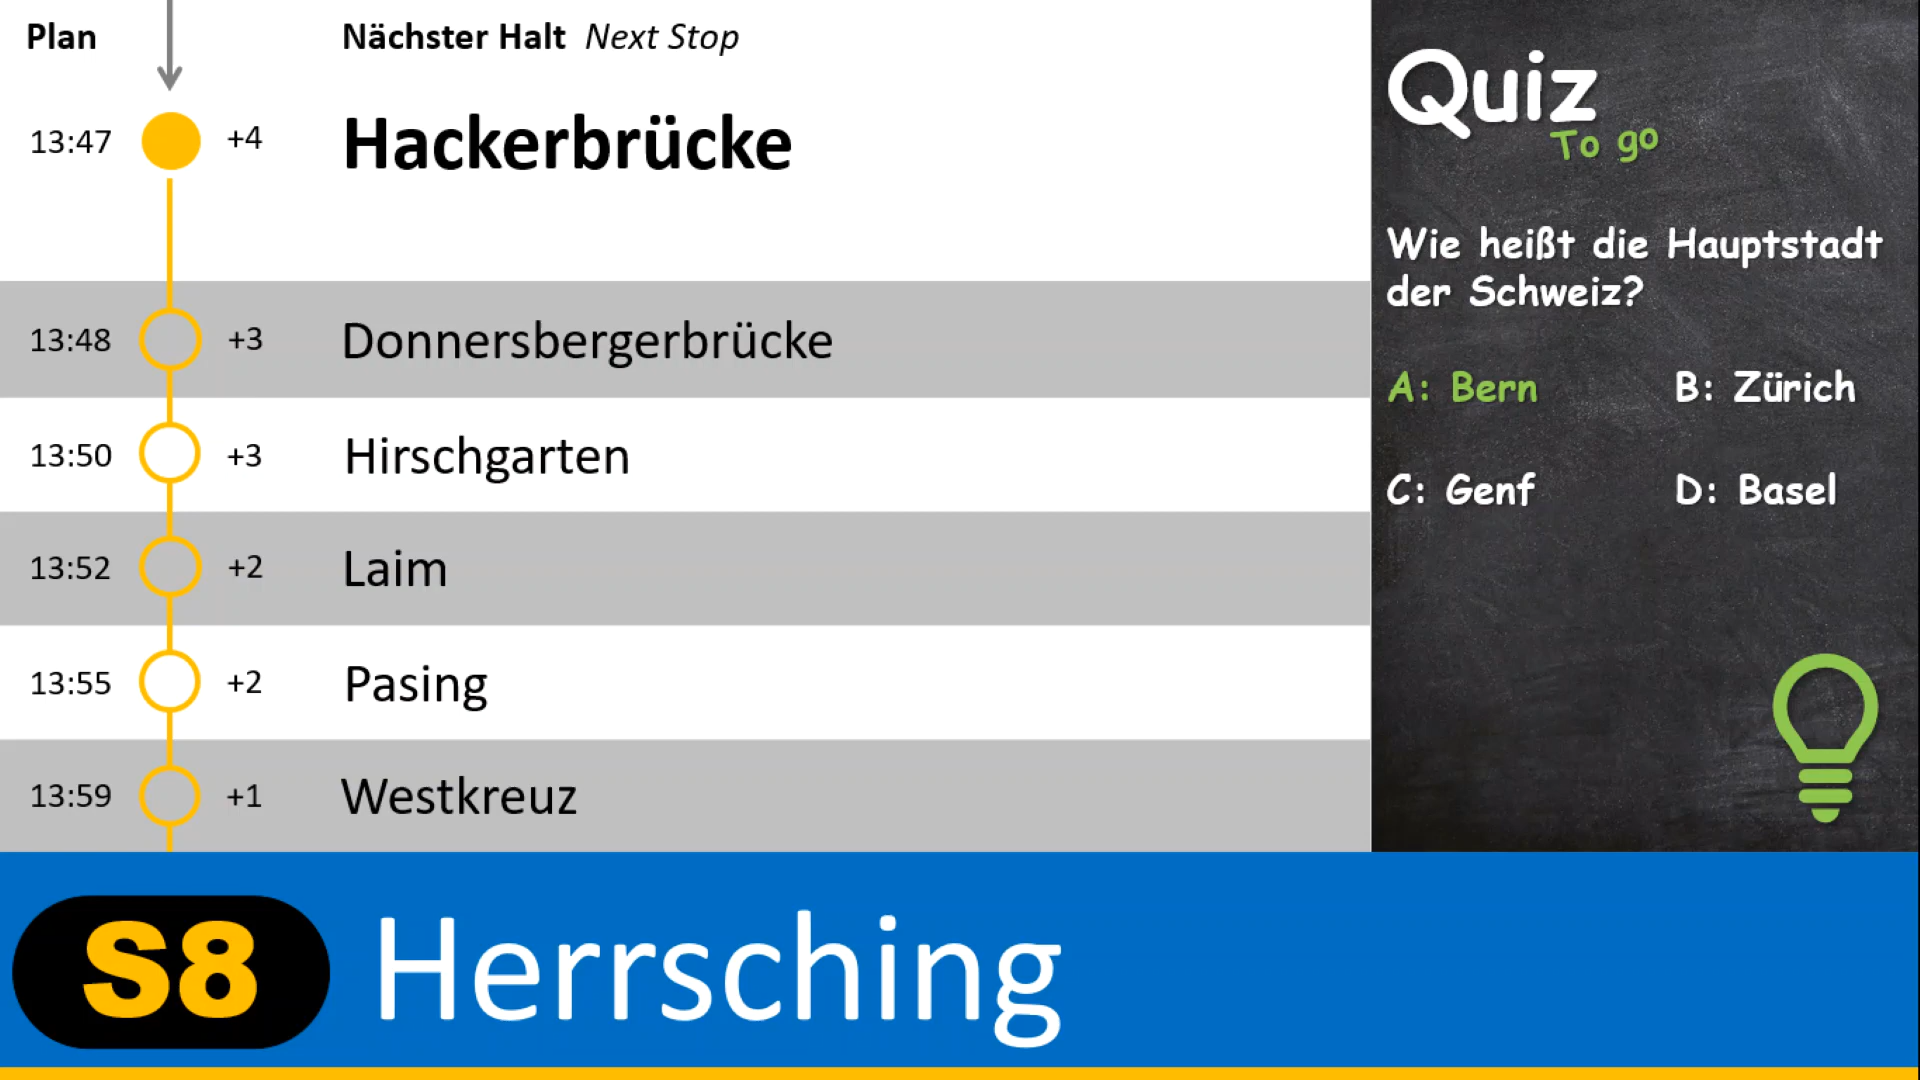 Plan Nächster Halt Next Stop
13:47 +4 Hackerbrücke
13:48 +3 Donnersbergerbrücke
13:50 +3 Hirschgarten
13:52 +2 Laim
13:55 +2 Pasing
13:59 +1 Westkreuz
S8 Herrsching
Quiz
To go
Wie heißt die Hauptstadt
der Schweiz?
A: Bern B: Zürich
C: Genf D: Basel